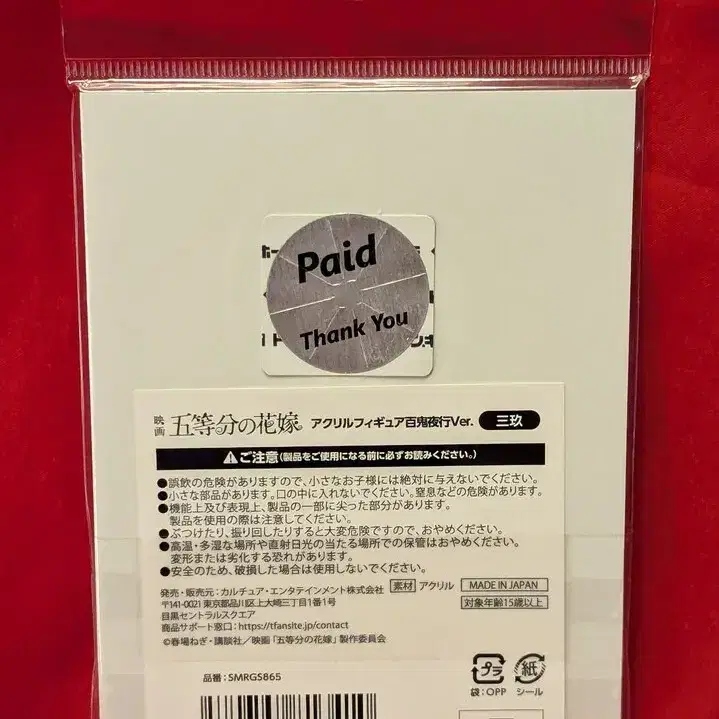 Paid
Thank You
映画 五等分の花嫁 アクリルフィギュア百鬼夜行Ver. 三玖
⚠ご注意(製品をご使用になる前に必ずお読みください。)
●誤飲の危険がありますので、小さなお子様には絶対に与えないでください。
●小さな部品があります。口の中に入れないでください。窒息などの危険があります。
●機能上及び表現上、製品の一部に尖った部分があります。
製品を使用の際は注意してください。
●ぶつけたり、振り回したりすると大変危険ですので、おやめください。
●高温・多湿な場所や直射日光の当たる場所での保管はおやめください。
変形または劣化する恐れがあります。
●安全のため、破損した場合は使用しないでください。
発売・販売元:カルチュア・エンタテインメント株式会社 素材 アクリル MADE IN JAPAN
〒141-0021 東京都品川区上大崎三丁目1番1号 対象年齢15歳以上
目黒セントラルスクエア
商品サポート窓口:https://tfansite.jp/contact
©春場ねぎ・講談社/映画「五等分の花嫁」製作委員会
品番:SMRGS865
プラ 紙
袋:OPP シール